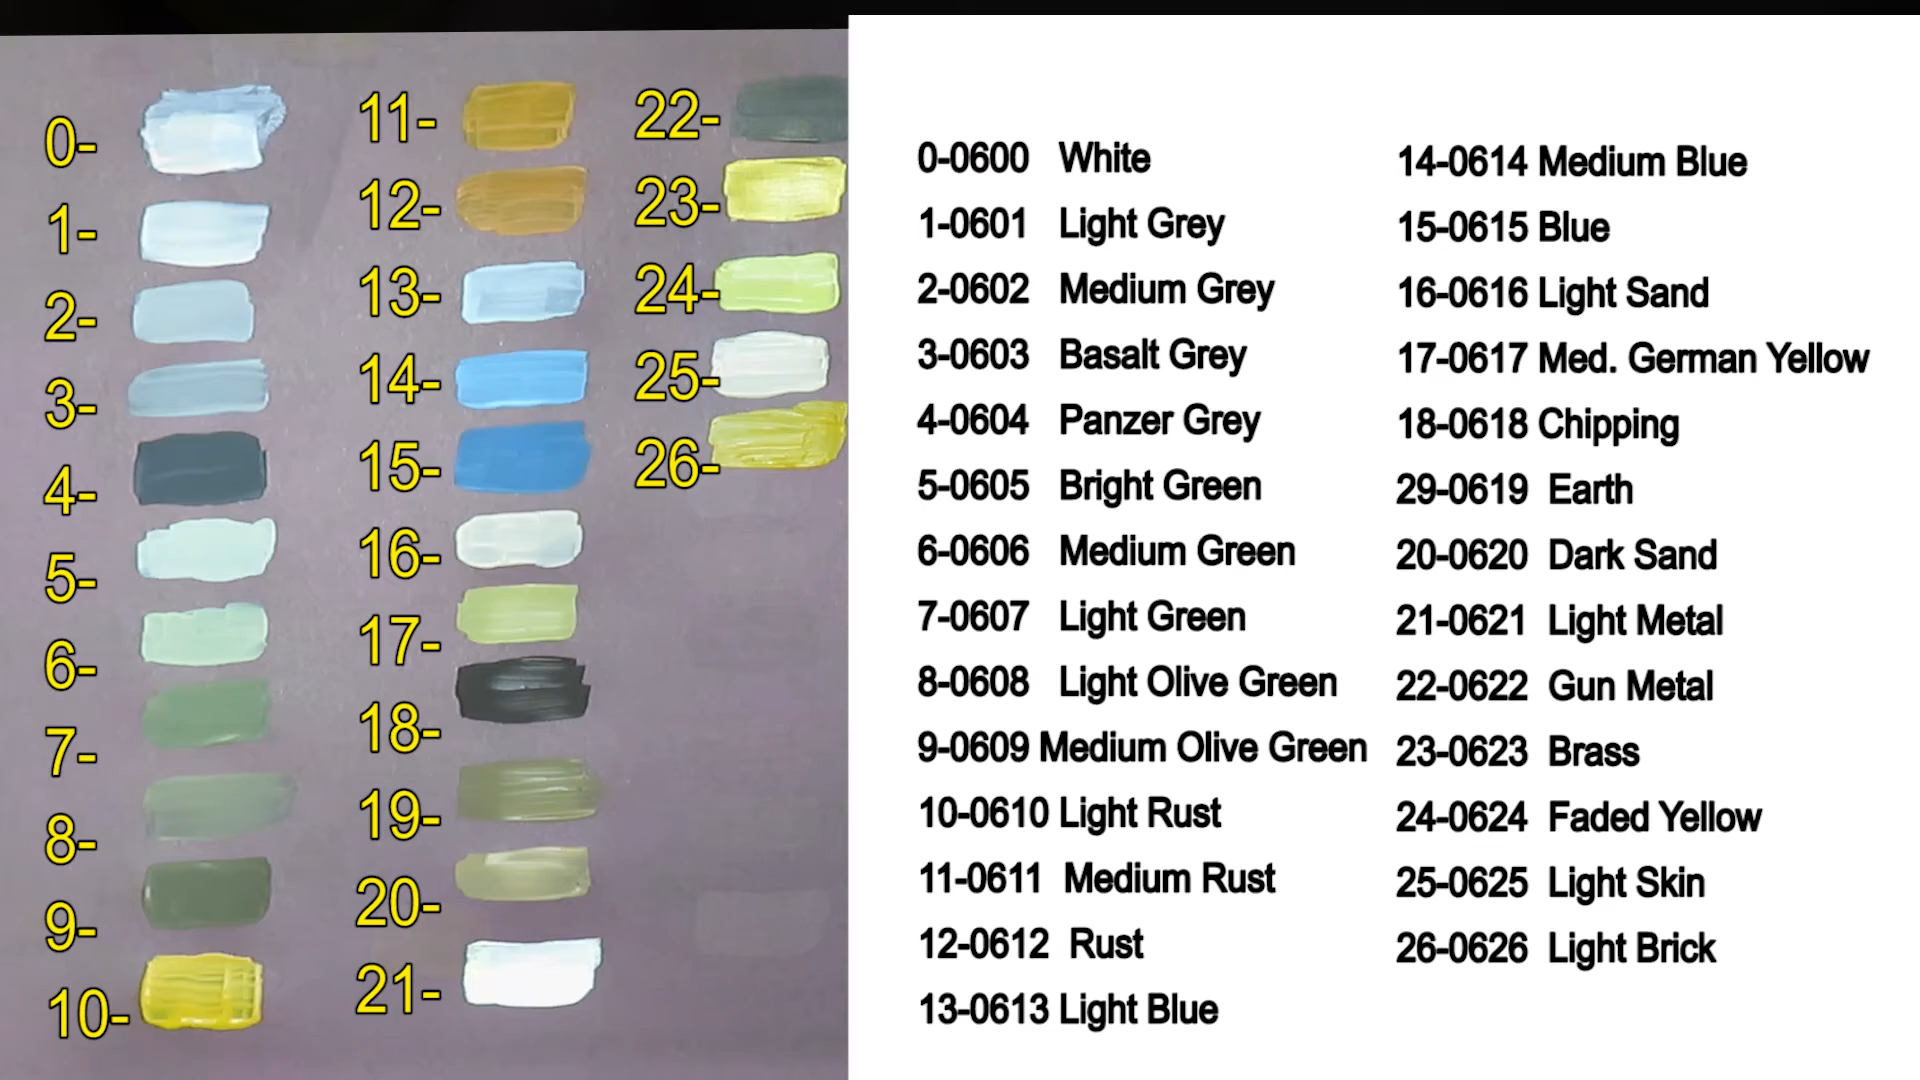 0-
1-
2-
3-
4-
5-
6-
7-
8-
9-
10-
11-
12-
13-
14-
15-
16-
17-
18-
19-
20-
21-
22-
23-
24-
25-
26-
0-0600 White
1-0601 Light Grey
2-0602 Medium Grey
3-0603 Basalt Grey
4-0604 Panzer Grey
5-0605 Bright Green
6-0606 Medium Green
7-0607 Light Green
8-0608 Light Olive Green
9-0609 Medium Olive Green
10-0610 Light Rust
11-0611 Medium Rust
12-0612 Rust
13-0613 Light Blue
14-0614 Medium Blue
15-0615 Blue
16-0616 Light Sand
17-0617 Med. German Yellow
18-0618 Chipping
29-0619 Earth
20-0620 Dark Sand
21-0621 Light Metal
22-0622 Gun Metal
23-0623 Brass
24-0624 Faded Yellow
25-0625 Light Skin
26-0626 Light Brick